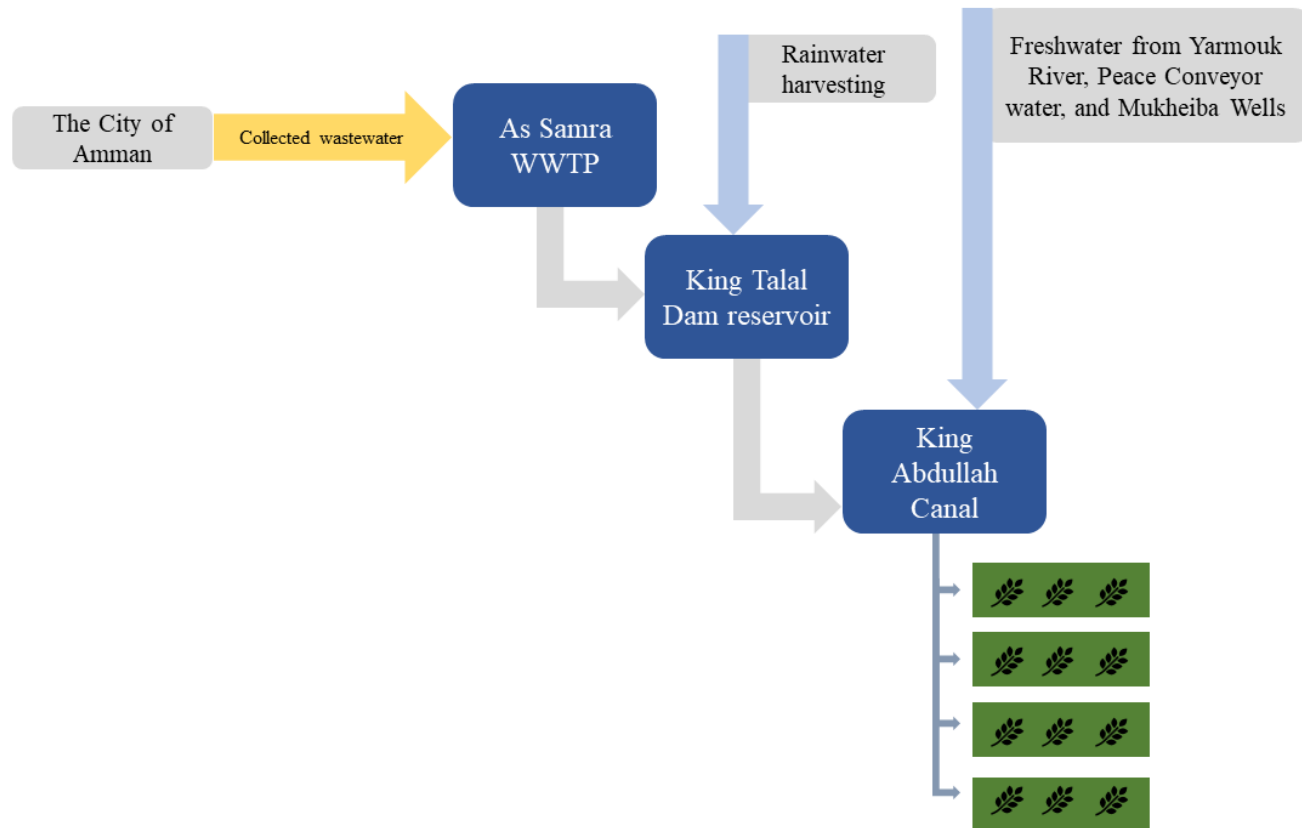 The City of
Amman
Collected wastewater
As Samra
WWTP
Rainwater
harvesting
Freshwater from Yarmouk
River, Peace Conveyor
water, and Mukheiba Wells
King Talal
Dam reservoir
King
Abdullah
Canal